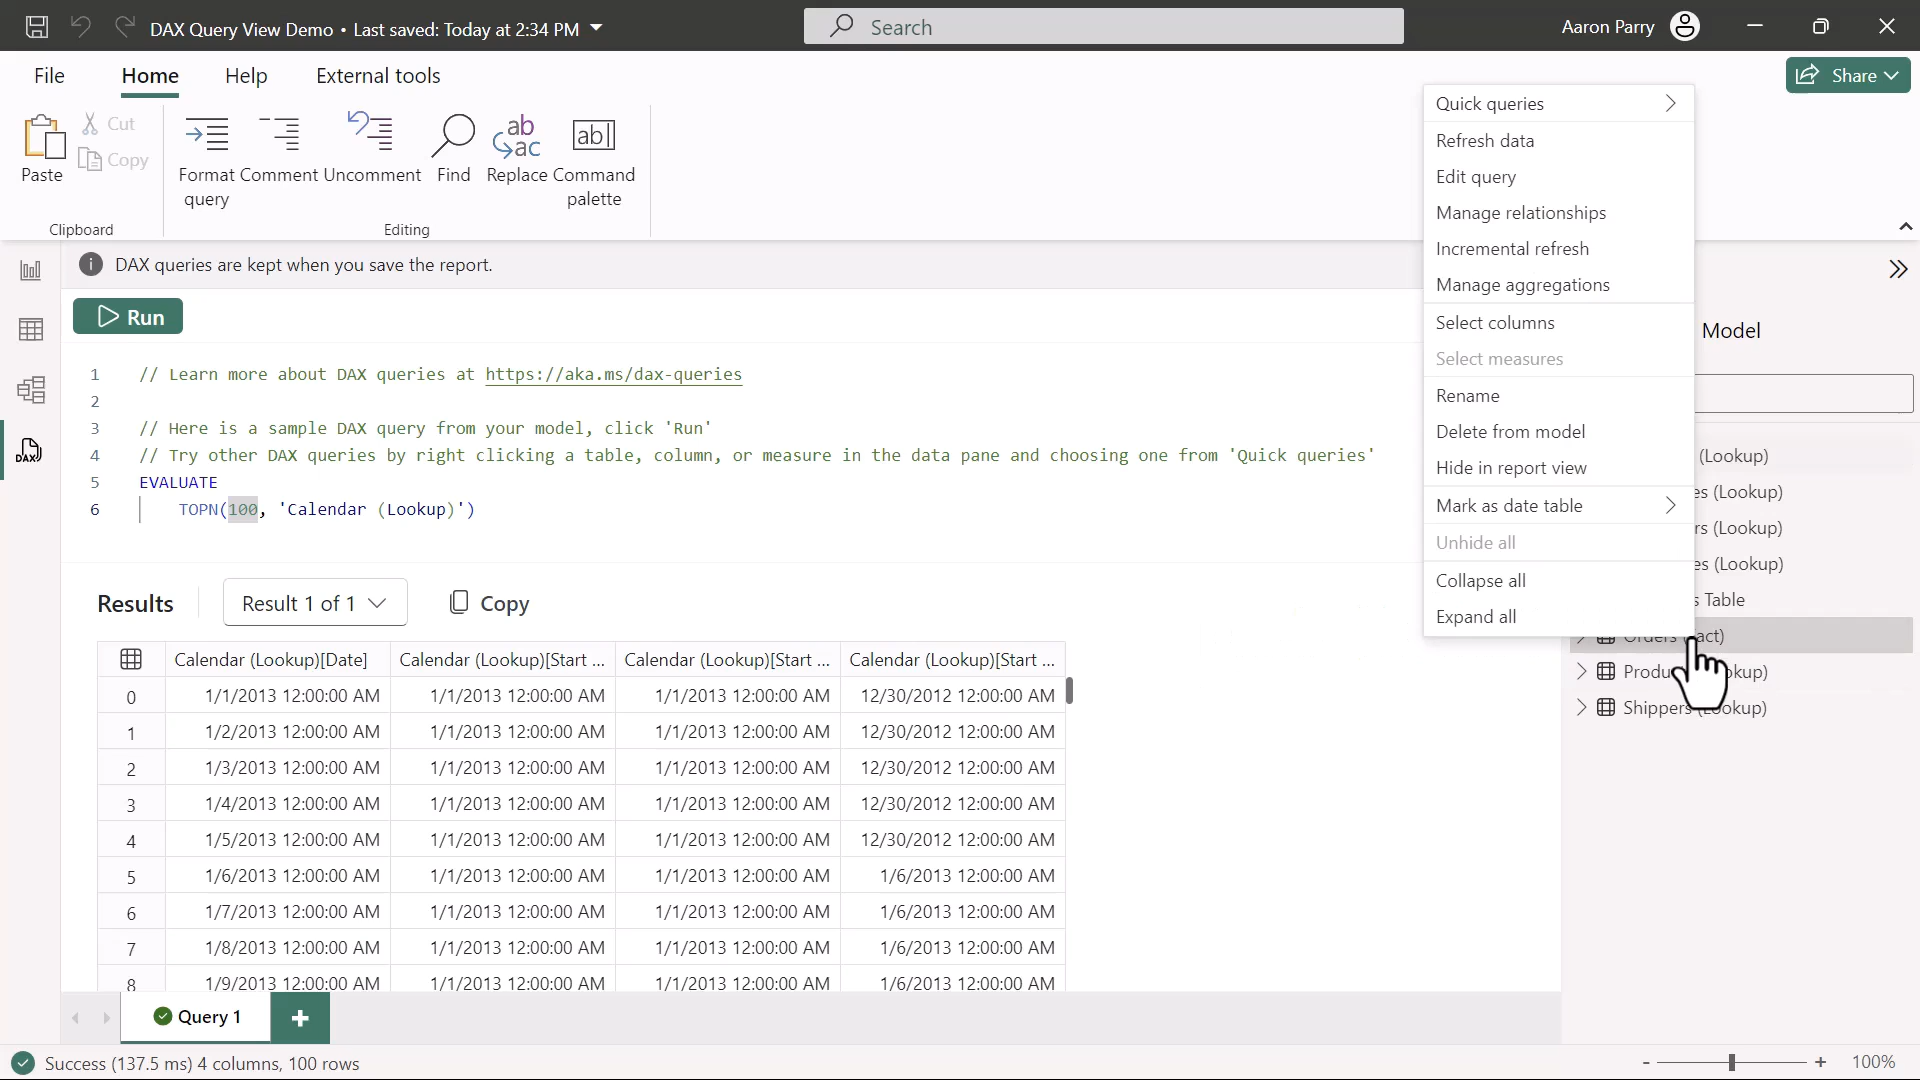 DAX Query View Demo • Last saved: Today at 2:34 PM
Search
Aaron Parry
File
Home
Help
External tools
Share
Paste
Cut
Copy
Clipboard
Format query
Comment
Uncomment
Find
Replace
Command palette
Editing
DAX queries are kept when you save the report.
Run
1 // Learn more about DAX queries at https://aka.ms/dax-queries
2
3 // Here is a sample DAX query from your model, click 'Run'
4 // Try other DAX queries by right clicking a table, column, or measure in the data pane and choosing one from 'Quick queries'
5 EVALUATE
6 TOPN(100, 'Calendar (Lookup)')
Results
Result 1 of 1
Copy
Calendar (Lookup)[Date] Calendar (Lookup)[Start ... Calendar (Lookup)[Start ... Calendar (Lookup)[Start ...
0 1/1/2013 12:00:00 AM 1/1/2013 12:00:00 AM 1/1/2013 12:00:00 AM 12/30/2012 12:00:00 AM
1 1/2/2013 12:00:00 AM 1/1/2013 12:00:00 AM 1/1/2013 12:00:00 AM 12/30/2012 12:00:00 AM
2 1/3/2013 12:00:00 AM 1/1/2013 12:00:00 AM 1/1/2013 12:00:00 AM 12/30/2012 12:00:00 AM
3 1/4/2013 12:00:00 AM 1/1/2013 12:00:00 AM 1/1/2013 12:00:00 AM 12/30/2012 12:00:00 AM
4 1/5/2013 12:00:00 AM 1/1/2013 12:00:00 AM 1/1/2013 12:00:00 AM 12/30/2012 12:00:00 AM
5 1/6/2013 12:00:00 AM 1/1/2013 12:00:00 AM 1/1/2013 12:00:00 AM 1/6/2013 12:00:00 AM
6 1/7/2013 12:00:00 AM 1/1/2013 12:00:00 AM 1/1/2013 12:00:00 AM 1/6/2013 12:00:00 AM
7 1/8/2013 12:00:00 AM 1/1/2013 12:00:00 AM 1/1/2013 12:00:00 AM 1/6/2013 12:00:00 AM
8 1/9/2013 12:00:00 AM 1/1/2013 12:00:00 AM 1/1/2013 12:00:00 AM 1/6/2013 12:00:00 AM
Quick queries
Refresh data
Edit query
Manage relationships
Incremental refresh
Manage aggregations
Select columns
Select measures
Rename
Delete from model
Hide in report view
Mark as date table
Unhide all
Collapse all
Expand all
Model
(Lookup)
es (Lookup)
rs (Lookup)
es (Lookup)
s Table
Orders act)
Produ okup)
Shippers (Lookup)
Query 1
Success (137.5 ms) 4 columns, 100 rows
- + 100%